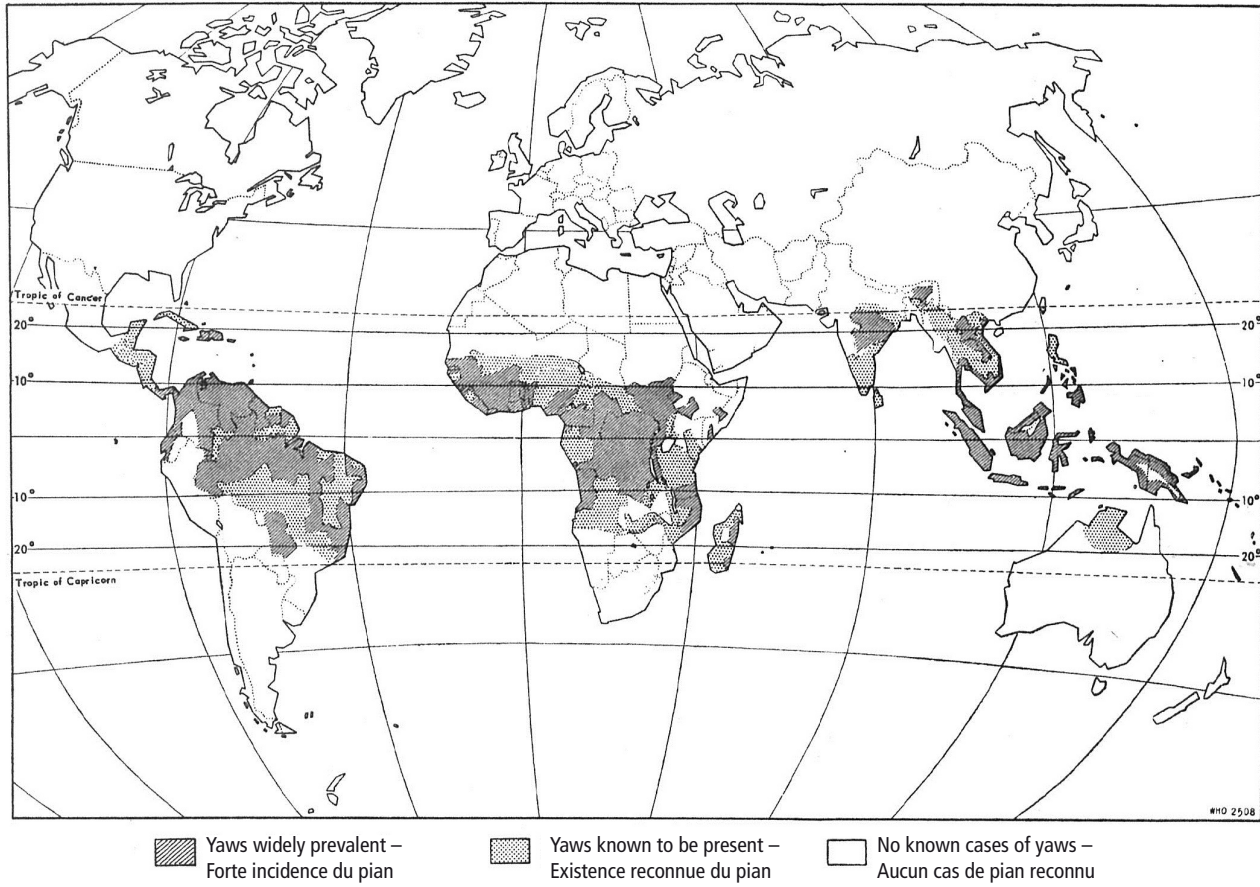 Tropic of Cancer
20°
20°
10°
10°
0°
10°
10°
20°
20°
Tropic of Capricorn
WHO 2508
Yaws widely prevalent –
Forte incidence du pian
Yaws known to be present –
Existence reconnue du pian
No known cases of yaws –
Aucun cas de pian reconnu